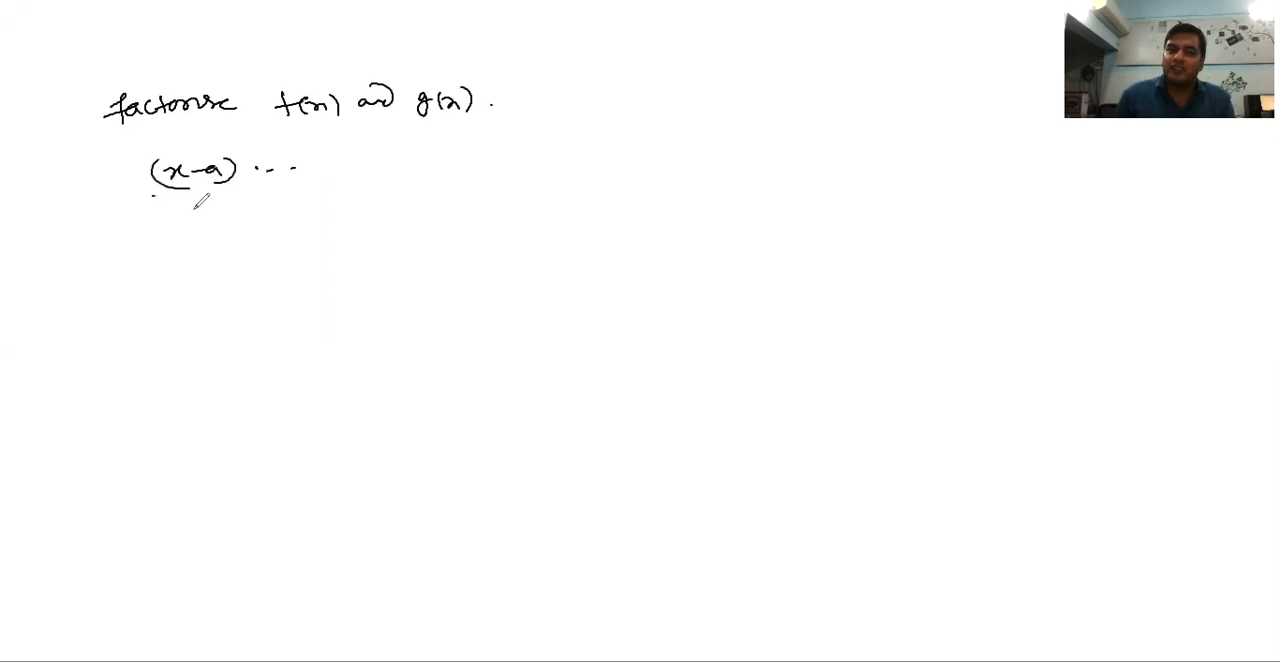 factorise f(x) and g(x).
(x-a) ...